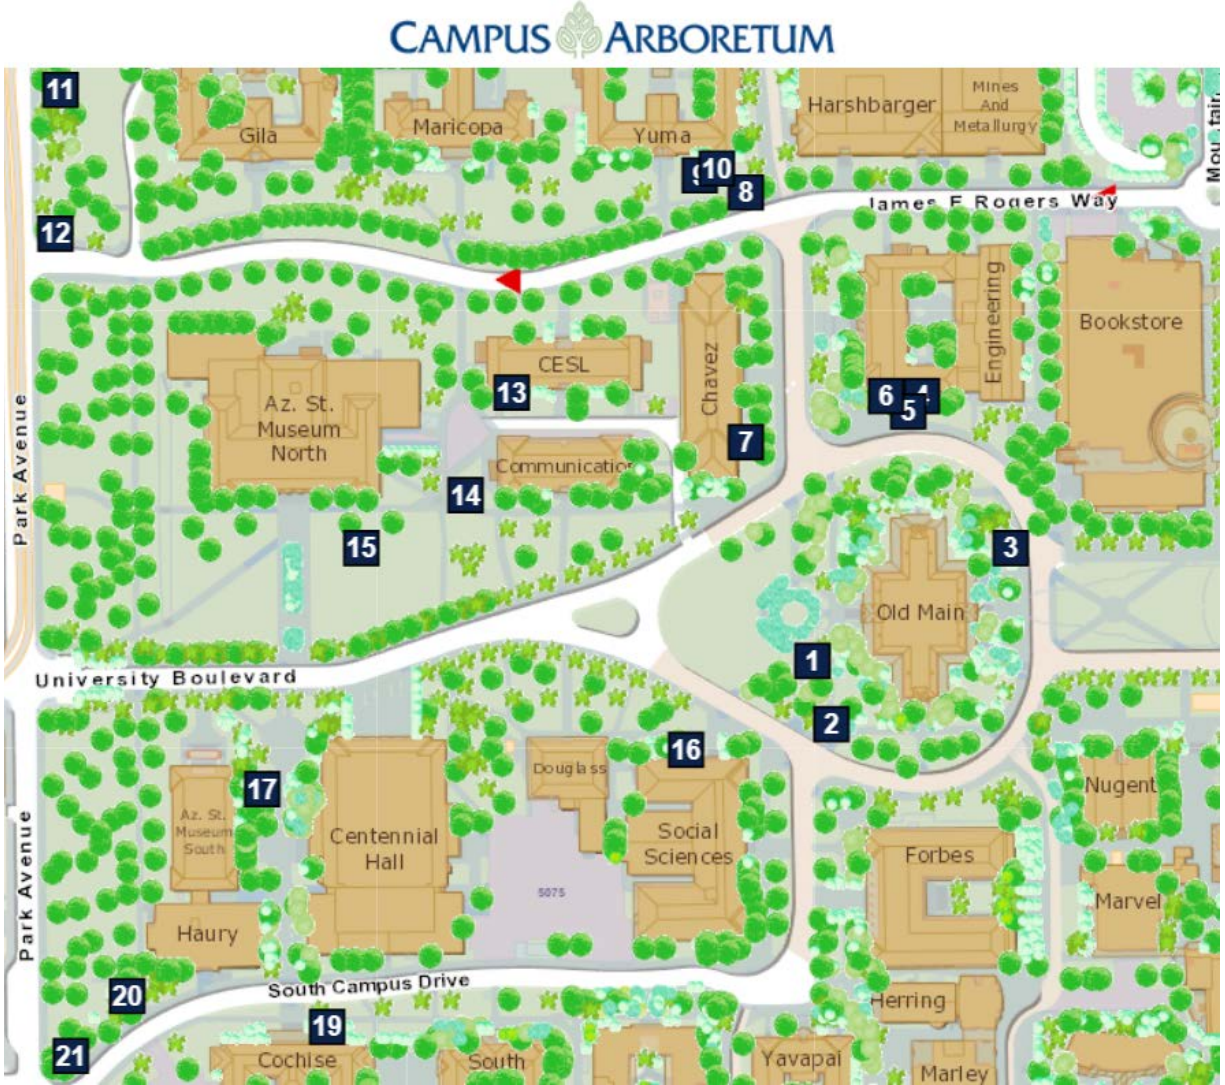 CAMPUS ARBORETUM
11
Gila
Maricopa
Yuma
Harshbarger
Mines
And
Metallurgy
10
8
12
James E Rogers Way
Engineering
Bookstore
Chavez
CESL
13
6
5
Az. St.
Museum
North
Park Avenue
7
14
15
3
Old Main
1
2
University Boulevard
16
Douglass
17
Az. St.
Museum
South
Centennial
Hall
Social
Sciences
Forbes
Nugent
Marvel
5075
Park Avenue
Haury
20
South Campus Drive
Herring
19
21
Cochise
South
Yavapai
Marley